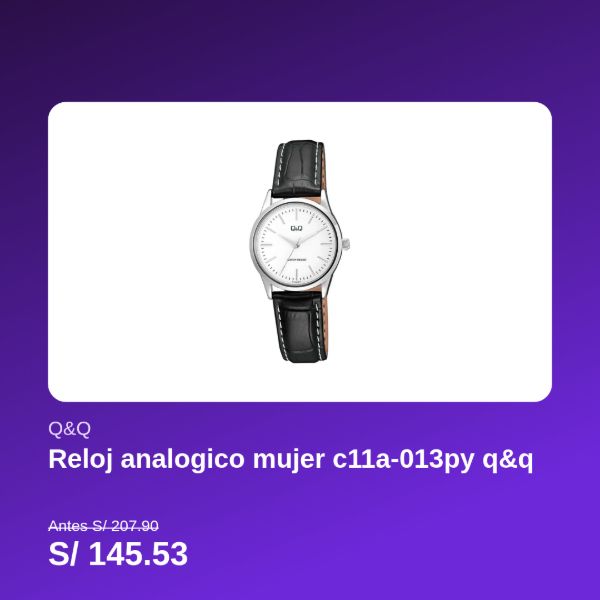 Q&Q
Q&Q
Reloj analogico mujer c11a-013py q&q
Antes S/ 207.90
S/ 145.53